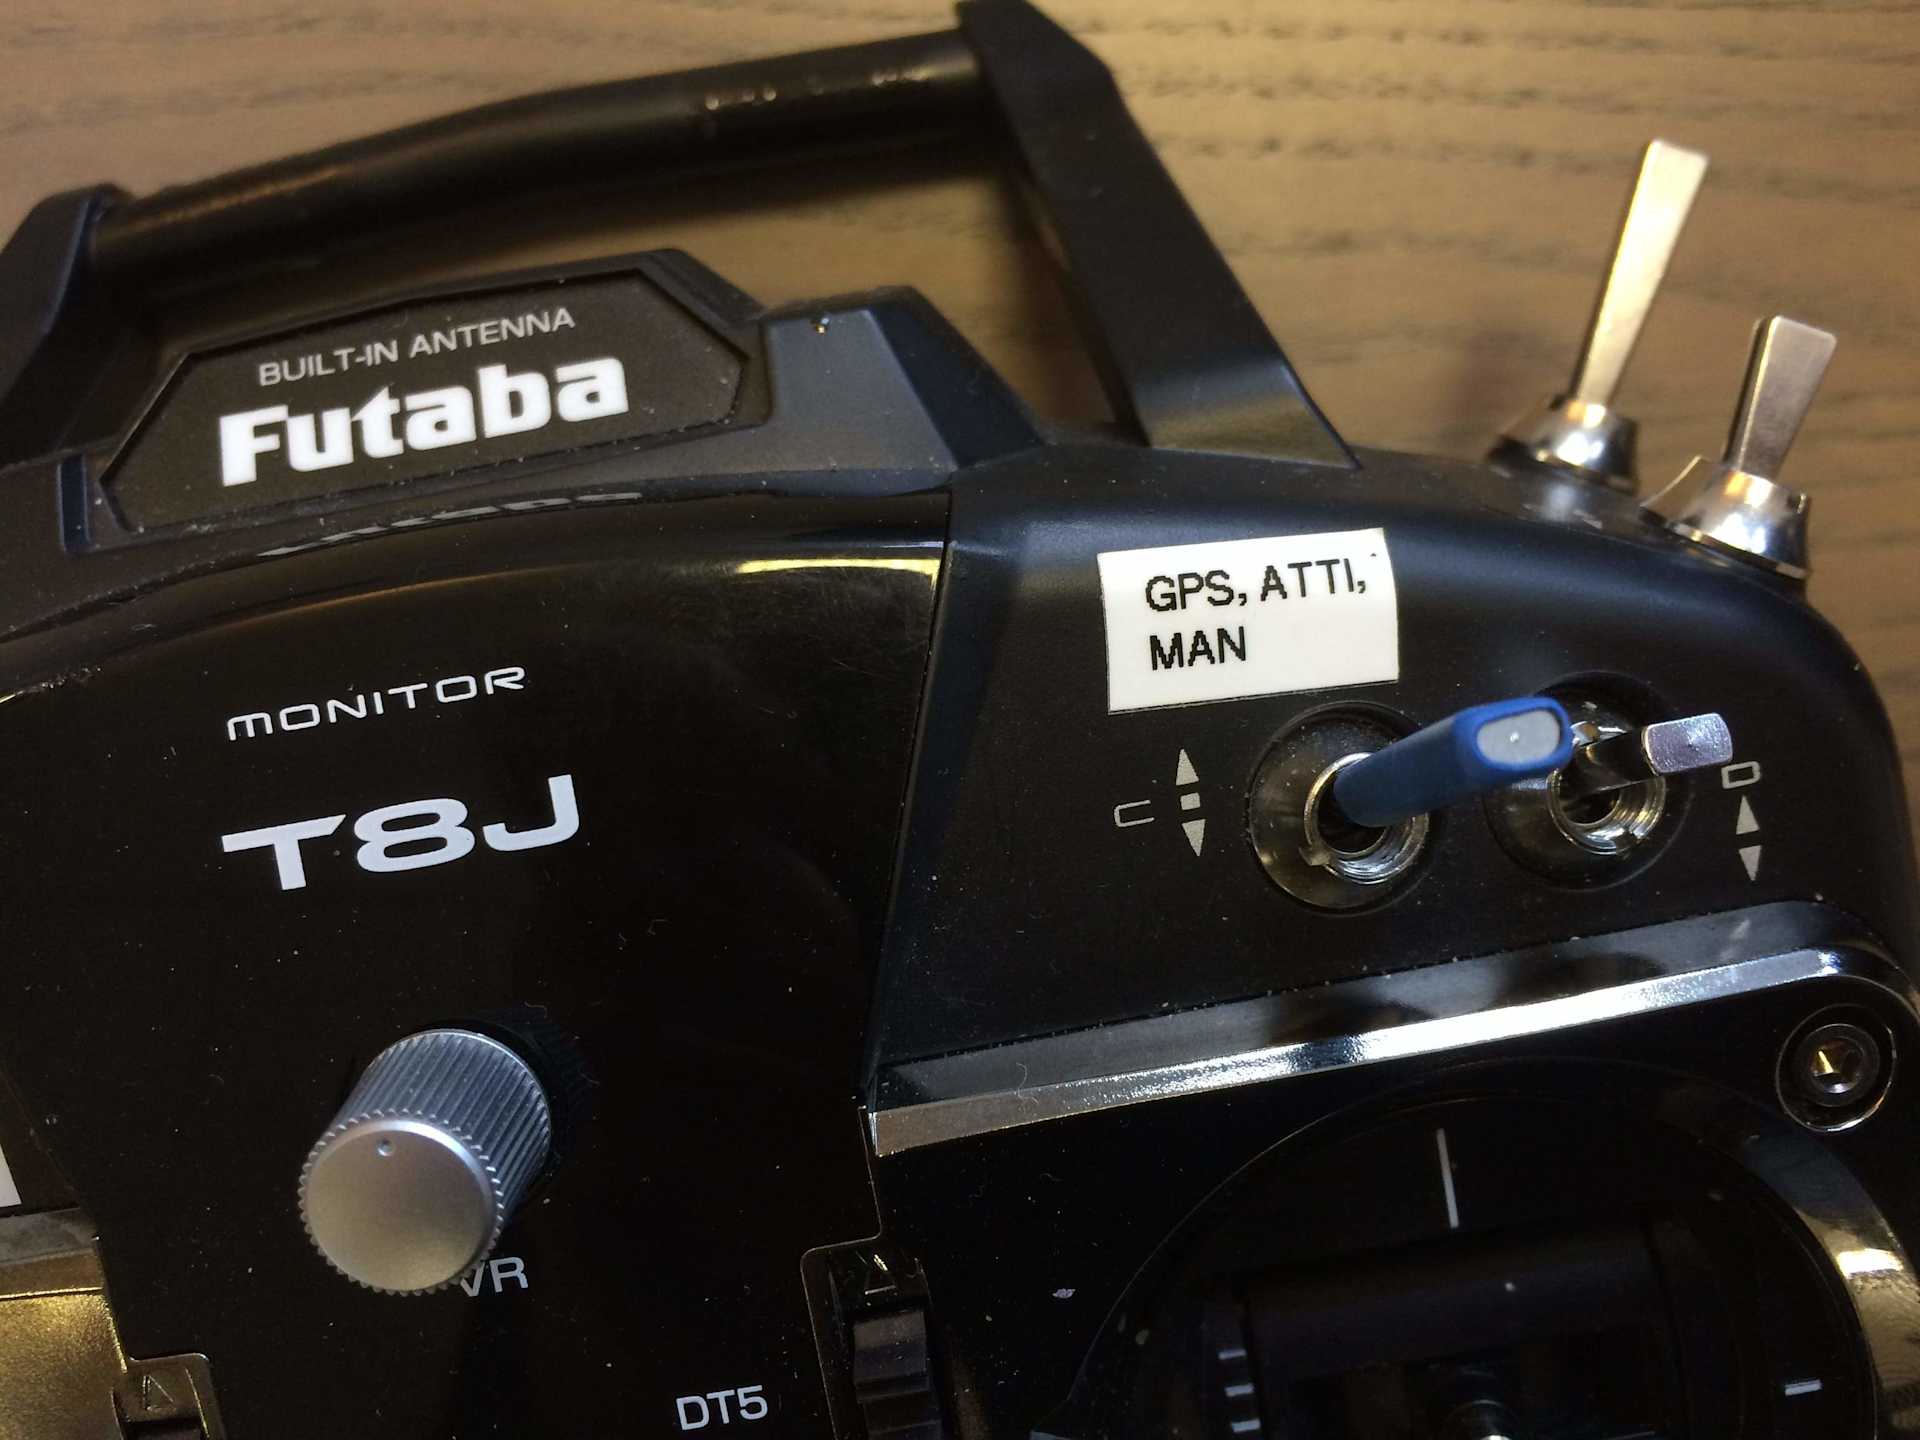 BUILT-IN ANTENNA
Futaba
GPS, ATTI,
MAN
MONITOR
T8J
C
D
VR
DT5